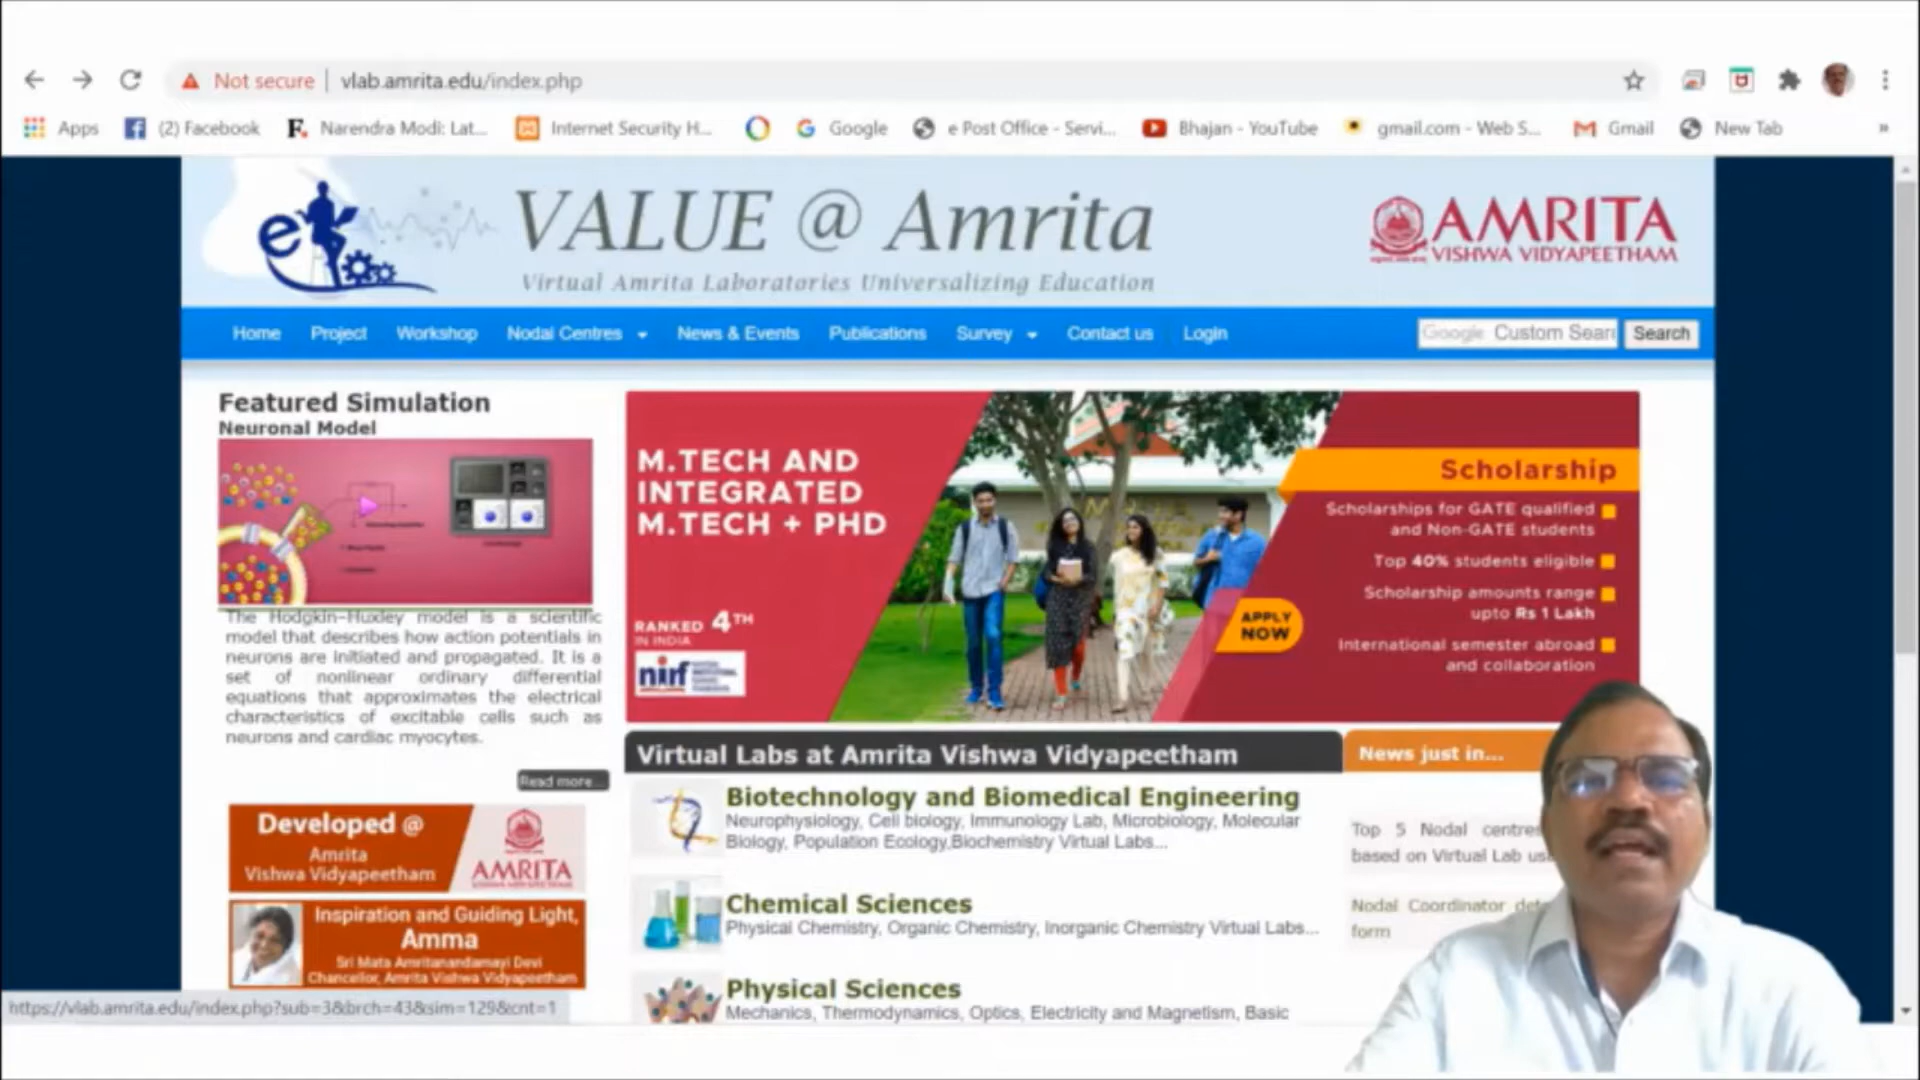 Not secure | vlab.amrita.edu/index.php
Apps (2) Facebook Narendra Modi: Lat... Internet Security H... Google e Post Office - Servi... Bhajan - YouTube gmail.com - Web S... Gmail New Tab »
VALUE @ Amrita
Virtual Amrita Laboratories Universalizing Education
AMRITA
VISHWA VIDYAPEETHAM
Home Project Workshop Nodal Centres News & Events Publications Survey Contact us Login Google Custom Sear Search
Featured Simulation
Neuronal Model
The Hodgkin–Huxley model is a scientific
model that describes how action potentials in
neurons are initiated and propagated. It is a
set of nonlinear ordinary differential
equations that approximates the electrical
characteristics of excitable cells such as
neurons and cardiac myocytes.
Read more...
Developed @
Amrita
Vishwa Vidyapeetham
AMRITA
Inspiration and Guiding Light,
Amma
Sri Mata Amritanandamayi Devi
Chancellor, Amrita Vishwa Vidyapeetham
M.TECH AND
INTEGRATED
M.TECH + PHD
RANKED 4TH
IN INDIA
nirf
APPLY
NOW
Scholarship
Scholarships for GATE qualified
and Non-GATE students
Top 40% students eligible
Scholarship amounts range
upto Rs 1 Lakh
International semester abroad
and collaboration
Virtual Labs at Amrita Vishwa Vidyapeetham
Biotechnology and Biomedical Engineering
Neurophysiology, Cell biology, Immunology Lab, Microbiology, Molecular
Biology, Population Ecology,Biochemistry Virtual Labs...
Chemical Sciences
Physical Chemistry, Organic Chemistry, Inorganic Chemistry Virtual Labs...
Physical Sciences
Mechanics, Thermodynamics, Optics, Electricity and Magnetism, Basic
News just in...
Top 5 Nodal centres
based on Virtual Lab
Nodal Coordinator
form
https://vlab.amrita.edu/index.php?sub=3&brch=43&sim=129&cnt=1